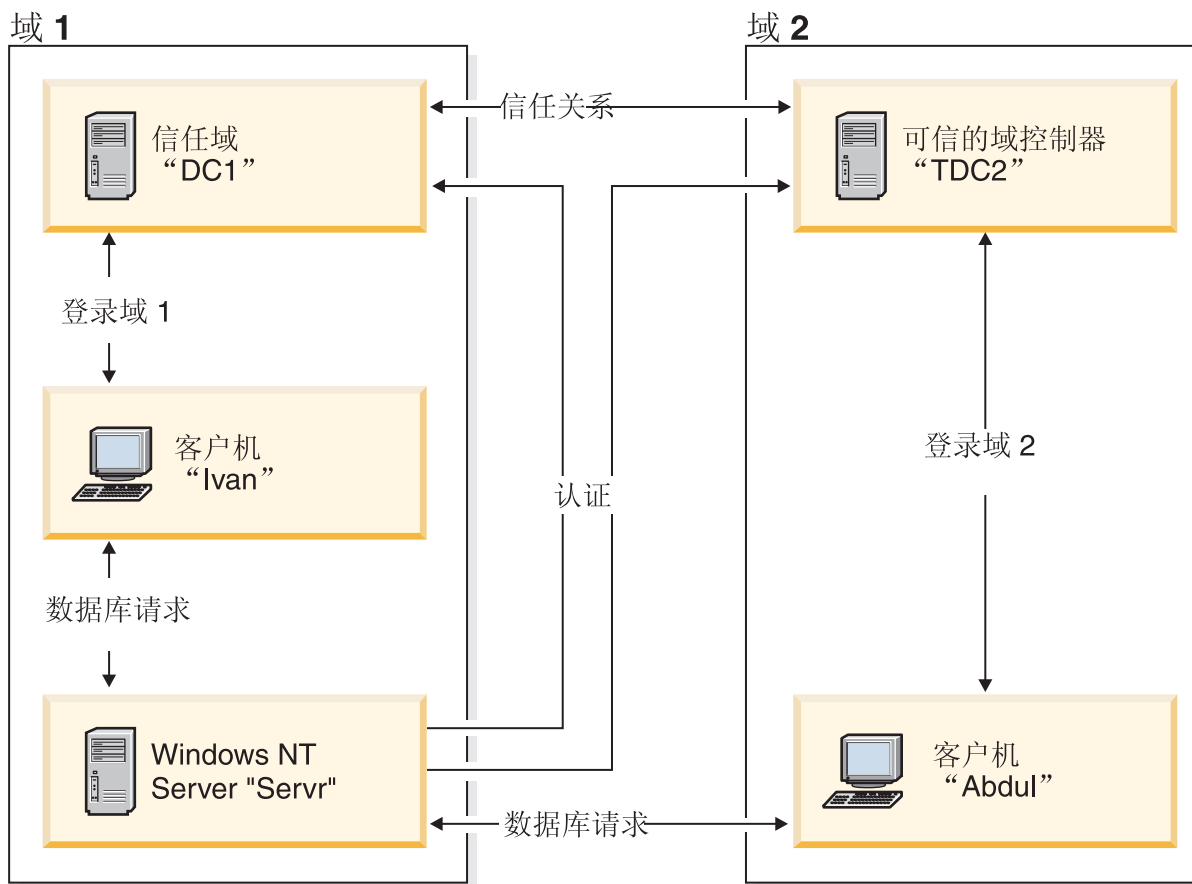 域 1
域 2
信任域
“DC1”
信任关系
可信的域控制器
“TDC2”
登录域 1
客户机
“Ivan”
登录域 2
认证
数据库请求
Windows NT
Server "Servr"
数据库请求
客户机
“Abdul”